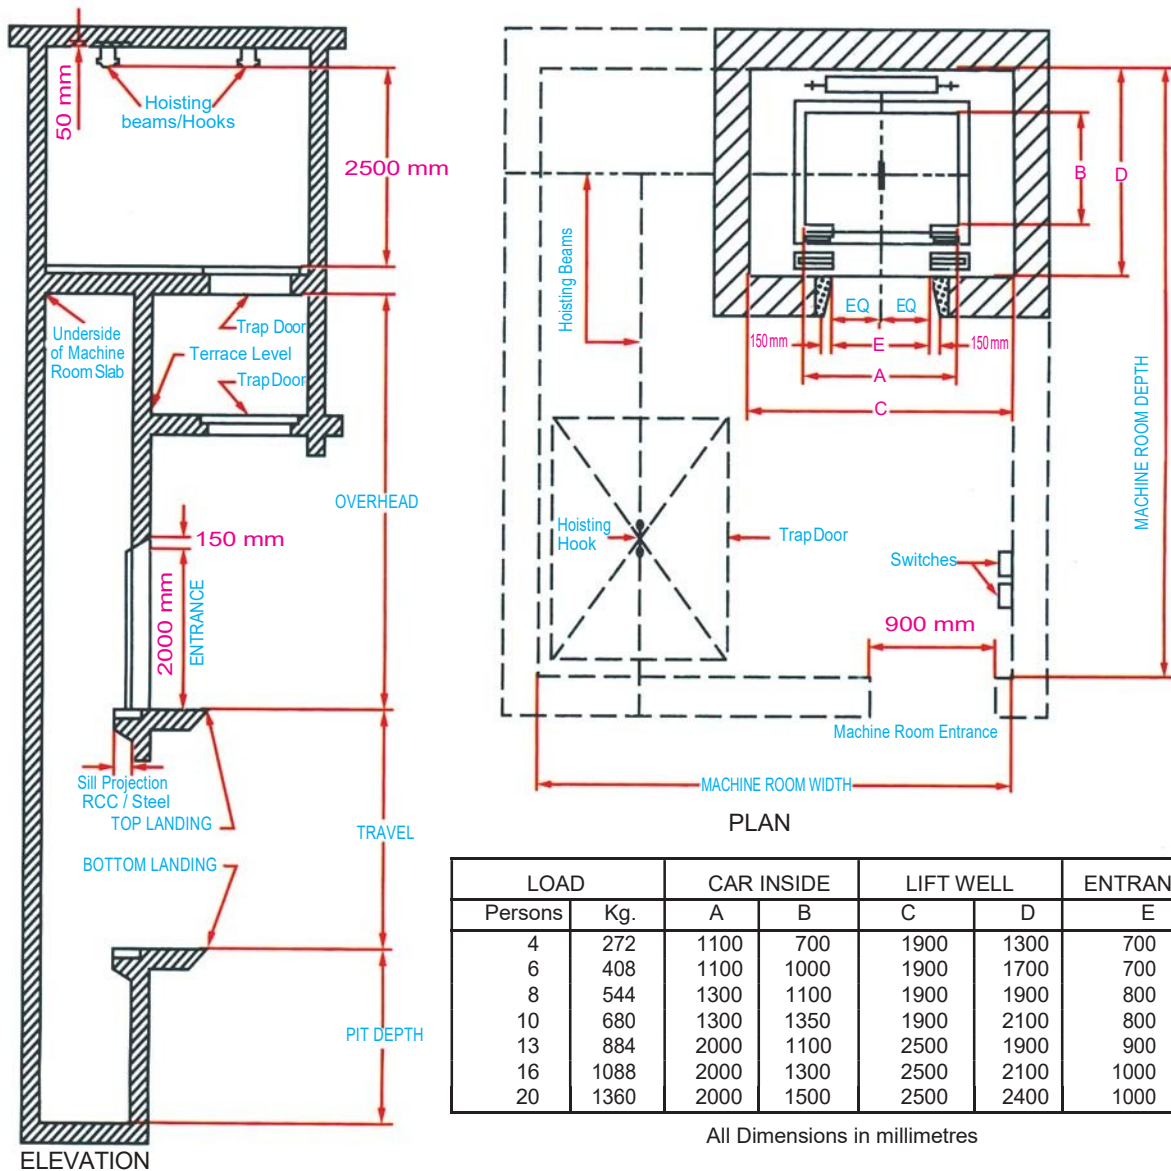 50 mm
Hoisting
beams/Hooks
2500 mm
Underside
of Machine
Room Slab
Trap Door
Terrace Level
Trap Door
OVERHEAD
150 mm
2000 mm
ENTRANCE
Sill Projection
RCC / Steel
TOP LANDING
TRAVEL
BOTTOM LANDING
PIT DEPTH
ELEVATION
Hoisting Beams
B
D
EQ EQ
150 mm E 150 mm
A
C
MACHINE ROOM DEPTH
Hoisting
Hook
Trap Door
Switches
900 mm
Machine Room Entrance
MACHINE ROOM WIDTH
PLAN
LOAD CAR INSIDE LIFT WELL ENTRAN
Persons Kg. A B C D E
4 272 1100 700 1900 1300 700
6 408 1100 1000 1900 1700 700
8 544 1300 1100 1900 1900 800
10 680 1300 1350 1900 2100 800
13 884 2000 1100 2500 1900 900
16 1088 2000 1300 2500 2100 1000
20 1360 2000 1500 2500 2400 1000
All Dimensions in millimetres